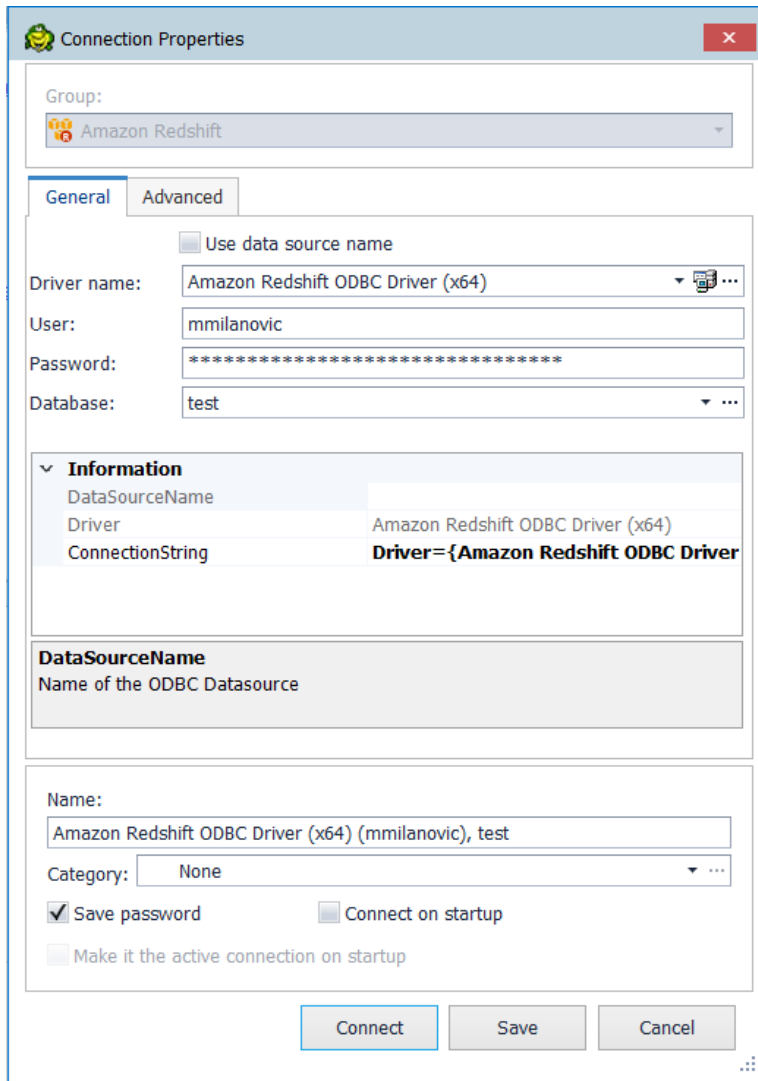 Connection Properties
Group:
Amazon Redshift
General Advanced
Use data source name
Driver name: Amazon Redshift ODBC Driver (x64)
User: mmilanovic
Password: ********************************
Database: test
Information
DataSourceName
Driver Amazon Redshift ODBC Driver (x64)
ConnectionString Driver={Amazon Redshift ODBC Driver
DataSourceName
Name of the ODBC Datasource
Name:
Amazon Redshift ODBC Driver (x64) (mmilanovic), test
Category: None
Save password Connect on startup
Make it the active connection on startup
Connect Save Cancel